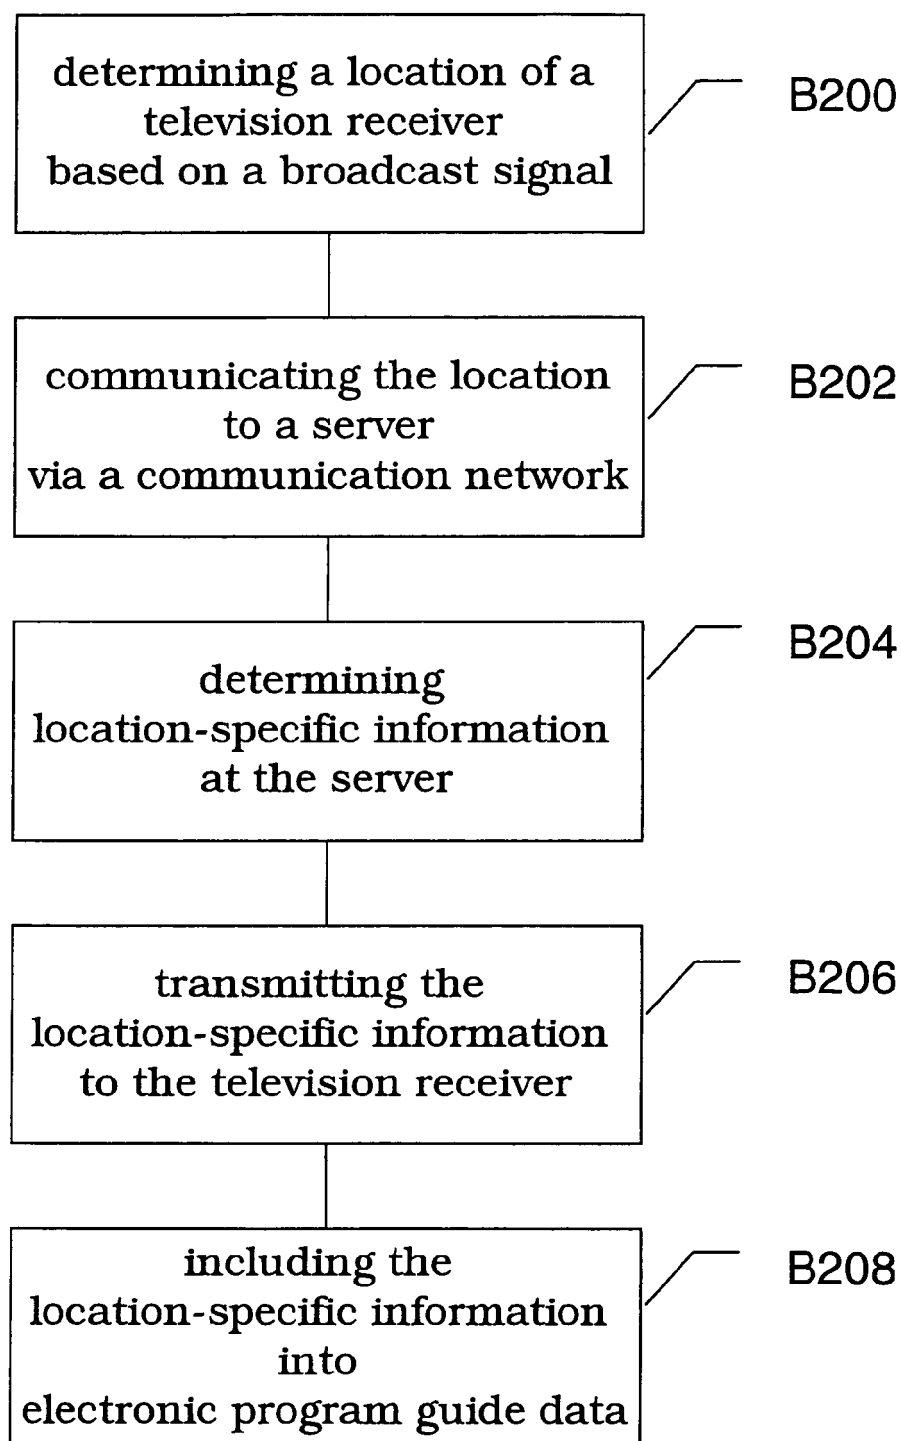 determining a location of a
television receiver
based on a broadcast signal
B200
communicating the location
to a server
via a communication network
B202
determining
location-specific information
at the server
B204
transmitting the
location-specific information
to the television receiver
B206
including the
location-specific information
into
electronic program guide data
B208